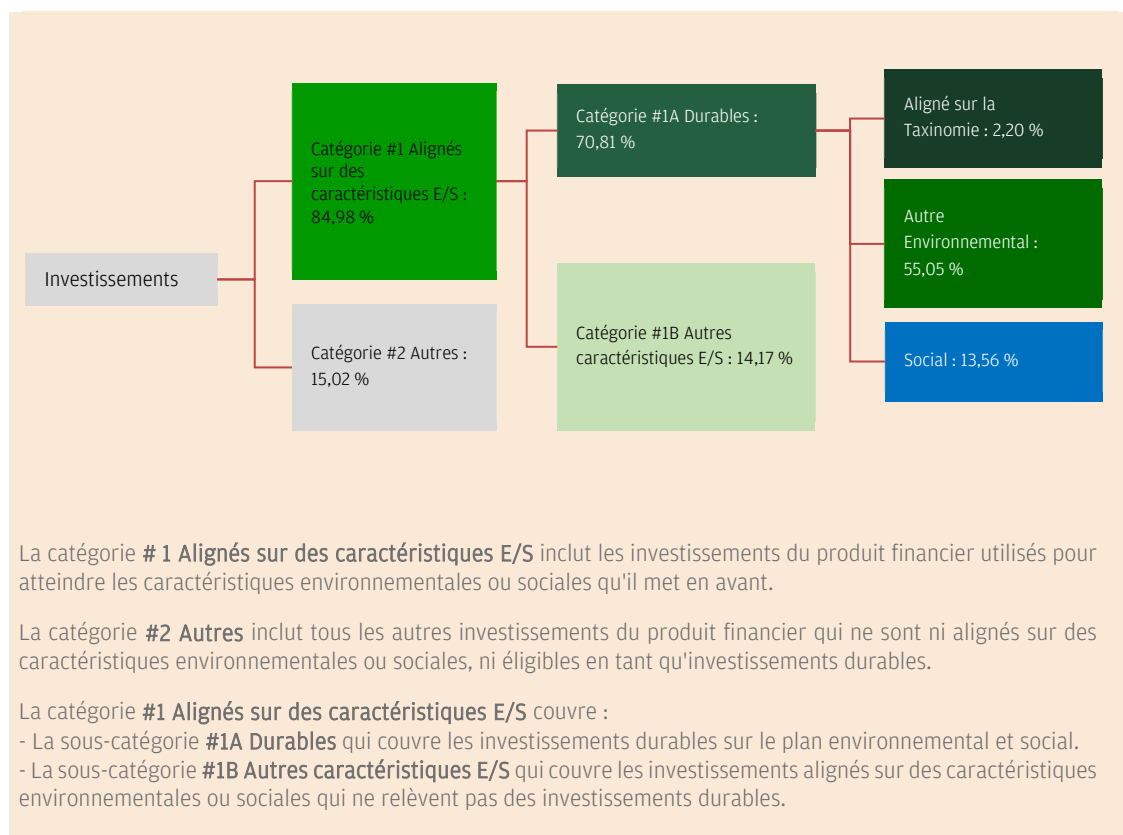 Investissements
Catégorie #1 Alignés
sur des
caractéristiques E/S :
84,98 %
Catégorie #2 Autres :
15,02 %
Catégorie #1A Durables :
70,81 %
Catégorie #1B Autres
caractéristiques E/S : 14,17 %
Aligné sur la
Taxinomie : 2,20 %
Autre
Environnemental :
55,05 %
Social : 13,56 %
La catégorie # 1 Alignés sur des caractéristiques E/S inclut les investissements du produit financier utilisés pour
atteindre les caractéristiques environnementales ou sociales qu'il met en avant.
La catégorie #2 Autres inclut tous les autres investissements du produit financier qui ne sont ni alignés sur des
caractéristiques environnementales ou sociales, ni éligibles en tant qu'investissements durables.
La catégorie #1 Alignés sur des caractéristiques E/S couvre :
- La sous-catégorie #1A Durables qui couvre les investissements durables sur le plan environnemental et social.
- La sous-catégorie #1B Autres caractéristiques E/S qui couvre les investissements alignés sur des caractéristiques
environnementales ou sociales qui ne relèvent pas des investissements durables.